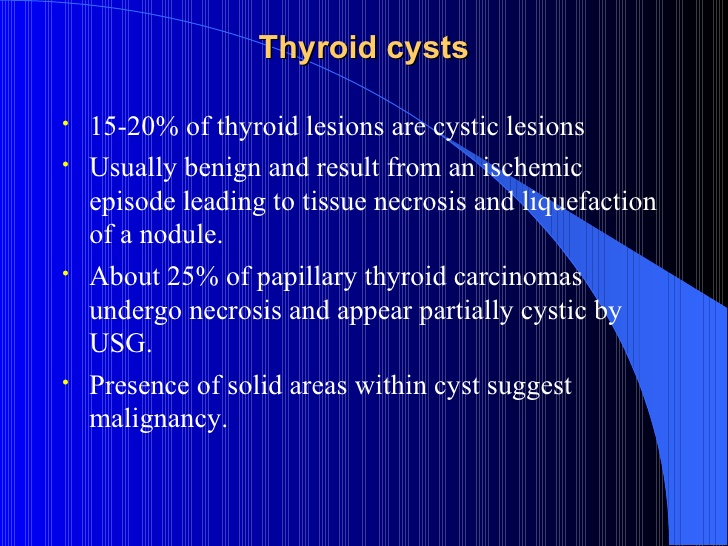 Thyroid cysts
• 15-20% of thyroid lesions are cystic lesions
• Usually benign and result from an ischemic
episode leading to tissue necrosis and liquefaction
of a nodule.
• About 25% of papillary thyroid carcinomas
undergo necrosis and appear partially cystic by
USG.
• Presence of solid areas within cyst suggest
malignancy.